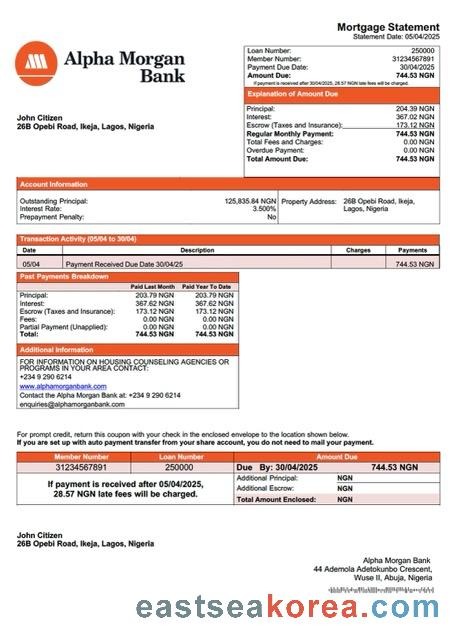 Mortgage Statement
Statement Date: 05/04/2025
Alpha Morgan
Bank
Loan Number: 250000
Member Number: 31234567891
Payment Due Date: 30/04/2025
Amount Due: 744.53 NGN
If payment is received after 30/04/2025, 28.57 NGN late fees will be charged.
Explanation of Amount Due
Principal: 204.39 NGN
Interest: 367.02 NGN
Escrow (Taxes and Insurance): 173.12 NGN
Regular Monthly Payment: 744.53 NGN
Total Fees and Charges: 0.00 NGN
Overdue Payment: 0.00 NGN
Total Amount Due: 744.53 NGN
John Citizen
26B Opebi Road, Ikeja, Lagos, Nigeria
Account Information
Outstanding Principal: 125,835.84 NGN Property Address: 26B Opebi Road, Ikeja,
Interest Rate: 3.500% Lagos, Nigeria
Prepayment Penalty: No
Transaction Activity (05/04 to 30/04)
Date Description Charges Payments
05/04 Payment Received Due Date 30/04/25 744.53 NGN
Past Payments Breakdown
Paid Last Month Paid Year To Date
Principal: 203.79 NGN 203.79 NGN
Interest: 367.62 NGN 367.62 NGN
Escrow (Taxes and Insurance): 173.12 NGN 173.12 NGN
Fees: 0.00 NGN 0.00 NGN
Partial Payment (Unapplied): 0.00 NGN 0.00 NGN
Total: 744.53 NGN 744.53 NGN
Additional Information
FOR INFORMATION ON HOUSING COUNSELING AGENCIES OR
PROGRAMS IN YOUR AREA CONTACT:
+234 9 290 6214
www.alphamorganbank.com
Contact the Alpha Morgan Bank at: +234 9 290 6214
enquiries@alphamorganbank.com
For prompt credit, return this coupon with your check in the enclosed envelope to the location shown below.
If you are set up with auto payment transfer from your share account, you do not need to mail your payment.
Member Number Loan Number Amount Due
31234567891 250000 Due By: 30/04/2025 744.53 NGN
If payment is received after 05/04/2025,
28.57 NGN late fees will be charged.
Additional Principal: NGN
Additional Escrow: NGN
Total Amount Enclosed: NGN
John Citizen
26B Opebi Road, Ikeja, Lagos, Nigeria
Alpha Morgan Bank
44 Ademola Adetokunbo Crescent,
Wuse II, Abuja, Nigeria
eastseakorea.com